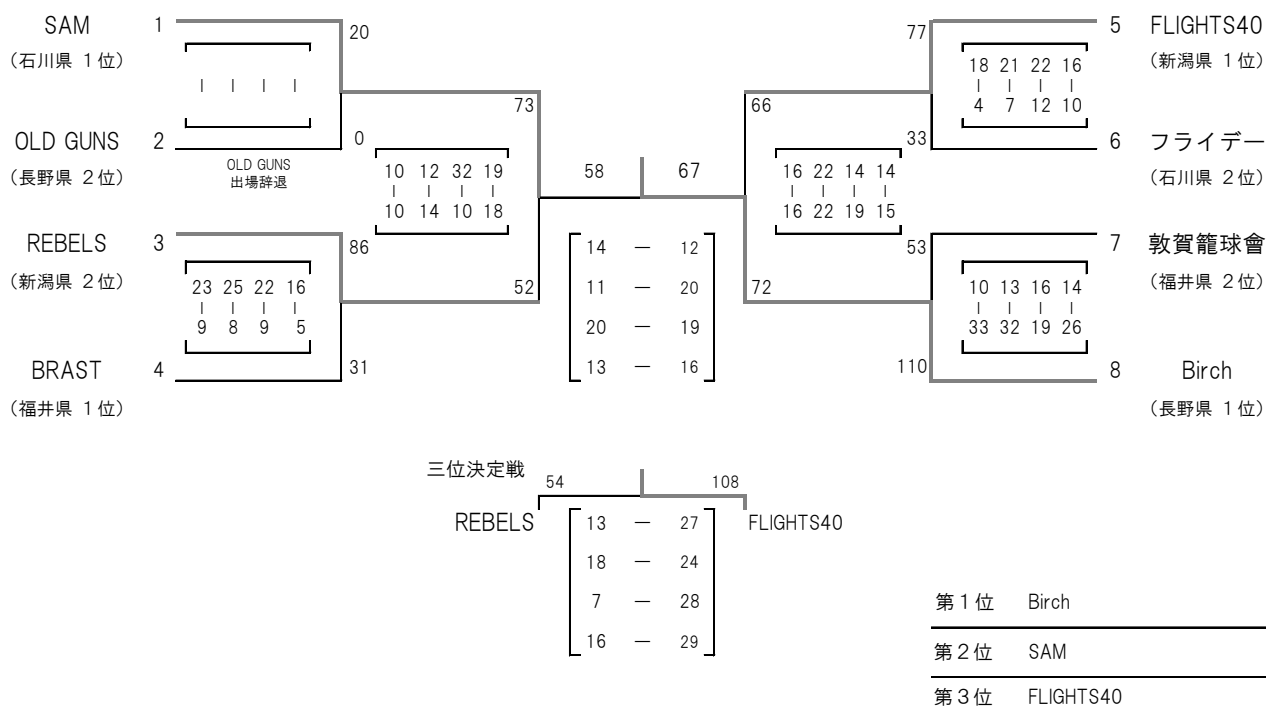 SAM 1
(石川県 1位)
20
OLD GUNS 2
(長野県 2位)
0
OLD GUNS
出場辞退
REBELS 3
(新潟県 2位)
86
23 25 22 16
9 8 9 5
BRAST 4
(福井県 1位)
31
73
10 12 32 19
10 14 10 18
52
58 67
14 — 12
11 — 20
20 — 19
13 — 16
77
5 FLIGHTS40
(新潟県 1位)
18 21 22 16
4 7 12 10
33
6 フライデー
(石川県 2位)
66
16 22 14 14
16 22 19 15
72
53
7 敦賀籠球會
(福井県 2位)
10 13 16 14
33 32 19 26
110
8 Birch
(長野県 1位)
三位決定戦
54 108
REBELS FLIGHTS40
13 — 27
18 — 24
7 — 28
16 — 29
第1位 Birch
第2位 SAM
第3位 FLIGHTS40